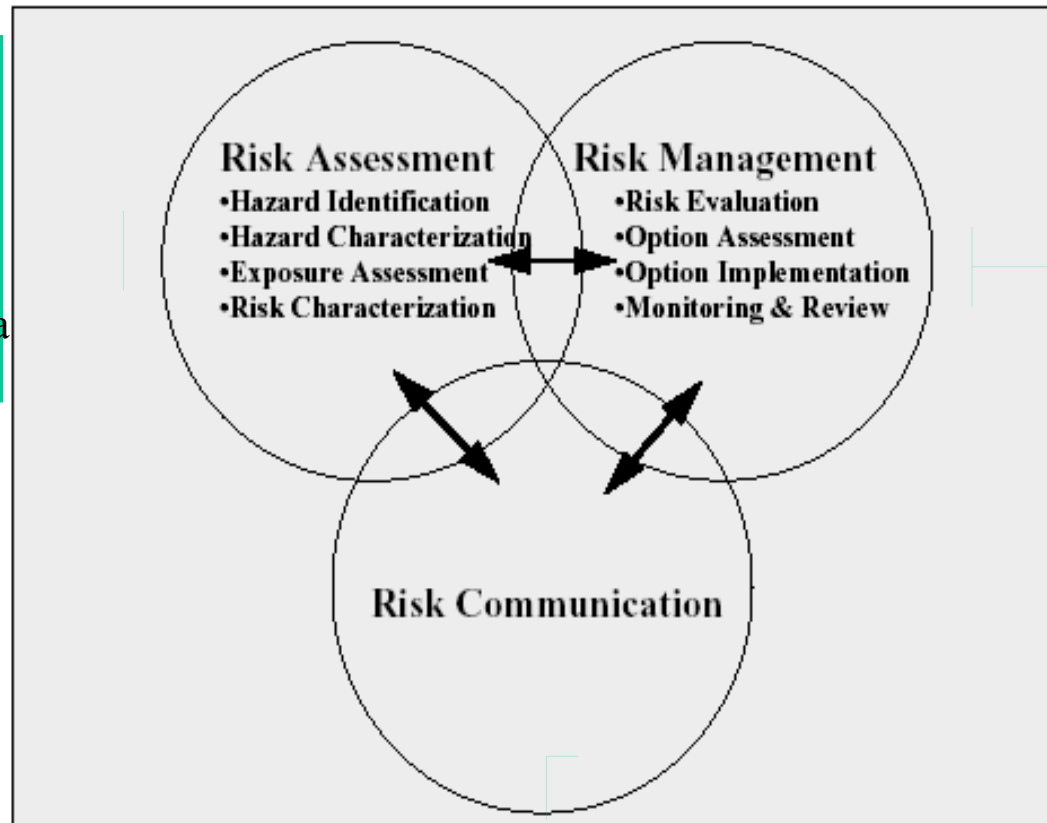 Risk Assessment
•Hazard Identification
•Hazard Characterization
•Exposure Assessment
•Risk Characterization
Risk Management
•Risk Evaluation
•Option Assessment
•Option Implementation
•Monitoring & Review
Risk Communication
a